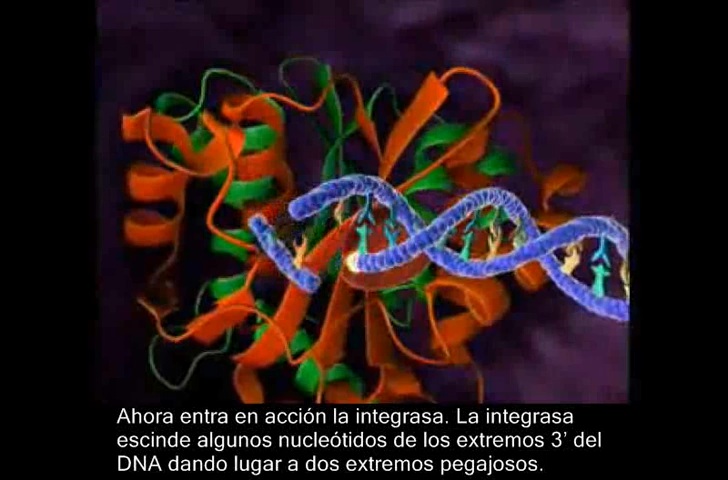 Ahora entra en acción la integrasa. La integrasa
escinde algunos nucleótidos de los extremos 3’ del
DNA dando lugar a dos extremos pegajosos.